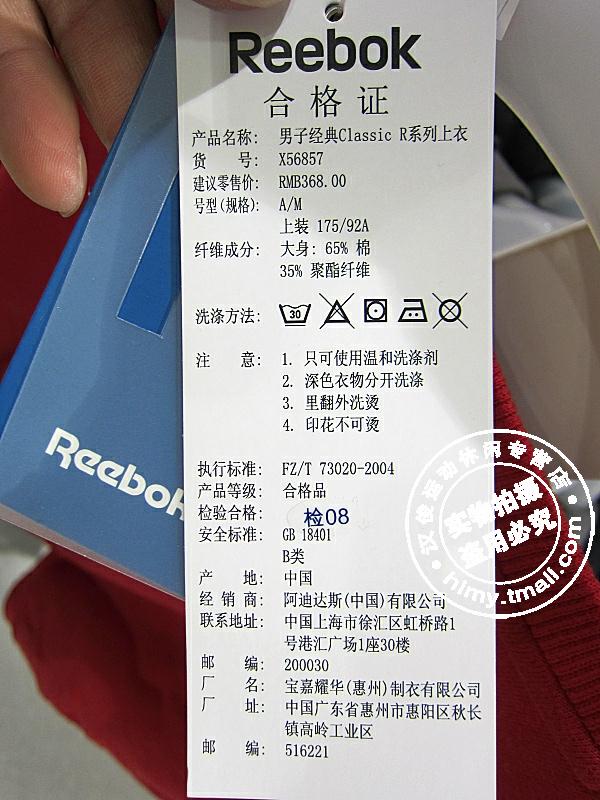 Reebok
合格证
产品名称: 男子经典Classic R系列上衣
货 号: X56857
建议零售价: RMB368.00
号型(规格): A/M
上装 175/92A
纤维成分: 大身: 65% 棉
35% 聚酯纤维
洗涤方法: 30
注 意: 1. 只可使用温和洗涤剂
2. 深色衣物分开洗涤
3. 里翻外洗烫
4. 印花不可烫
执行标准: FZ/T 73020-2004
产品等级: 合格品
检验合格: 检08
安全标准: GB 18401
B类
产 地: 中国
经 销 商: 阿迪达斯(中国)有限公司
联系地址: 中国上海市徐汇区虹桥路1
号港汇广场1座30楼
邮 编: 200030
厂 名: 宝嘉耀华(惠州)制衣有限公司
厂 址: 中国广东省惠州市惠阳区秋长
镇高岭工业区
邮 编: 516221
Reebok
汉俊运动休闲专营店
实物拍摄
盗用必究
himy.tmall.com